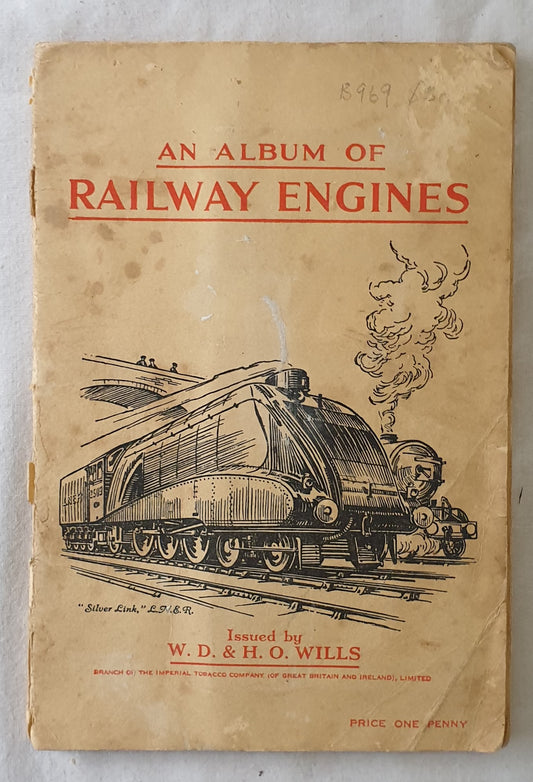 B969
AN ALBUM OF
RAILWAY ENGINES
"Silver Link," L.N.E.R.
Issued by
W. D. & H. O. WILLS
BRANCH OF THE IMPERIAL TOBACCO COMPANY (OF GREAT BRITAIN AND IRELAND), LIMITED
PRICE ONE PENNY